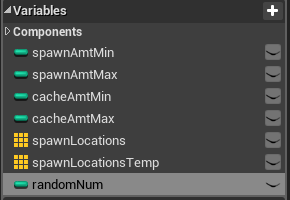 Variables
Components
spawnAmtMin
spawnAmtMax
cacheAmtMin
cacheAmtMax
spawnLocations
spawnLocationsTemp
randomNum